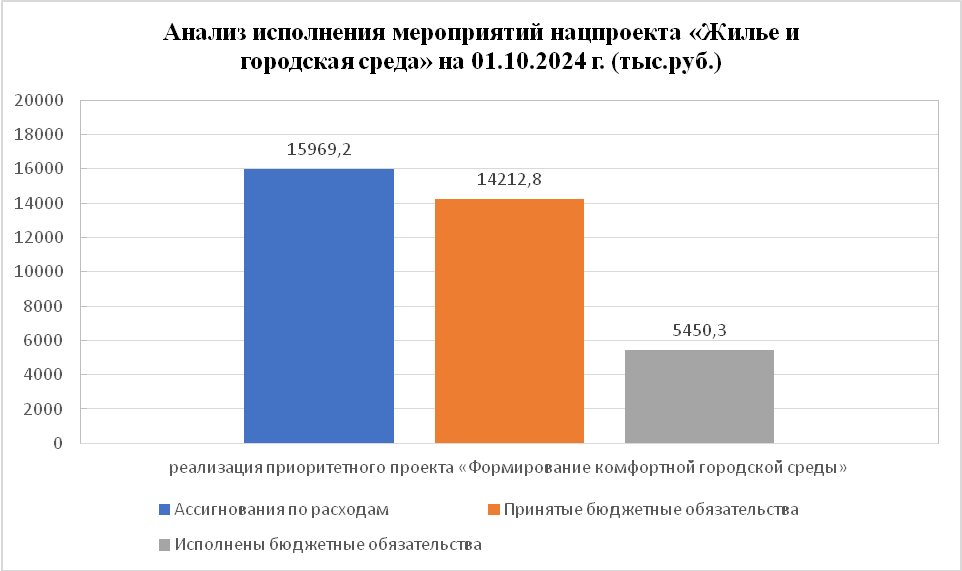 Анализ исполнения мероприятий нацпроекта «Жилье и
городская среда» на 01.10.2024 г. (тыс.руб.)
20000
18000
16000
14000
12000
10000
8000
6000
4000
2000
0
15969,2
14212,8
5450,3
реализация приоритетного проекта «Формирование комфортной городской среды»
Ассигнования по расходам
Принятые бюджетные обязательства
Исполнены бюджетные обязательства